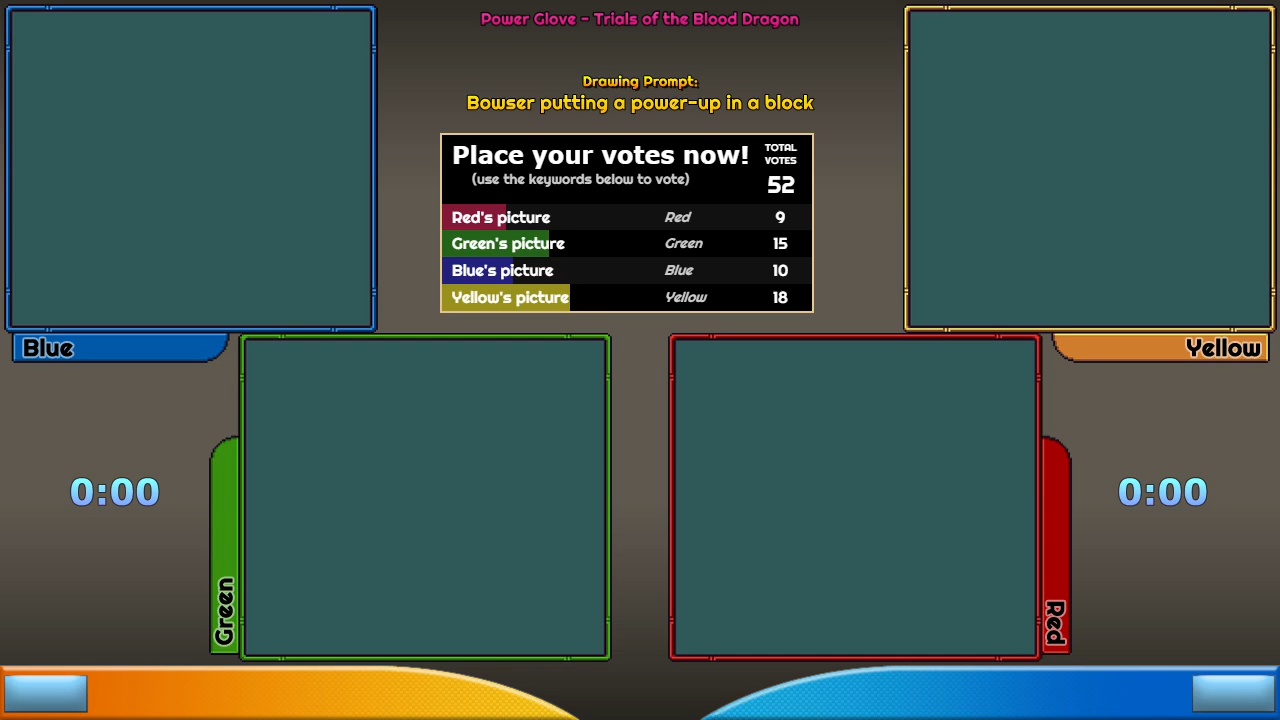 Power Glove - Trials of the Blood Dragon
Drawing Prompt:
Bowser putting a power-up in a block
Place your votes now!
(use the keywords below to vote)
TOTAL
VOTES
52
Red's picture Red 9
Green's picture Green 15
Blue's picture Blue 10
Yellow's picture Yellow 18
Blue
Yellow
0:00
Green
Red
0:00